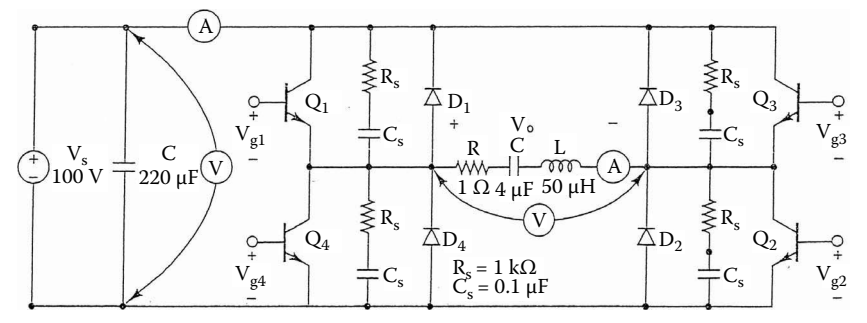 A
R_s
Q_1
D_1
+
V_g1
+
−
C_s
V_s
100 V
+
−
C
220 μF
V
R
C
L
V_o
−
A
1 Ω 4 μF 50 μH
V
D_3
R_s
Q_3
C_s
+
V_g3
−
R_s
Q_4
D_4
+
V_g4
−
C_s
R_s = 1 kΩ
C_s = 0.1 μF
D_2
R_s
Q_2
C_s
+
V_g2
−